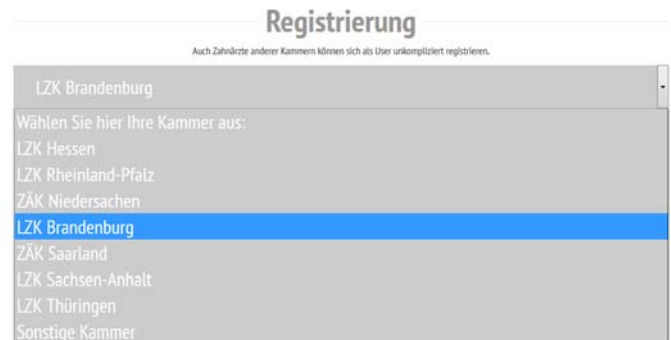 Registrierung
Auch Zahnärzte anderer Kammern können sich als User unkompliziert registrieren.
LZK Brandenburg
Wählen Sie hier Ihre Kammer aus:
LZK Hessen
LZK Rheinland-Pfalz
ZÄK Niedersachen
LZK Brandenburg
ZÄK Saarland
LZK Sachsen-Anhalt
LZK Thüringen
Sonstige Kammer